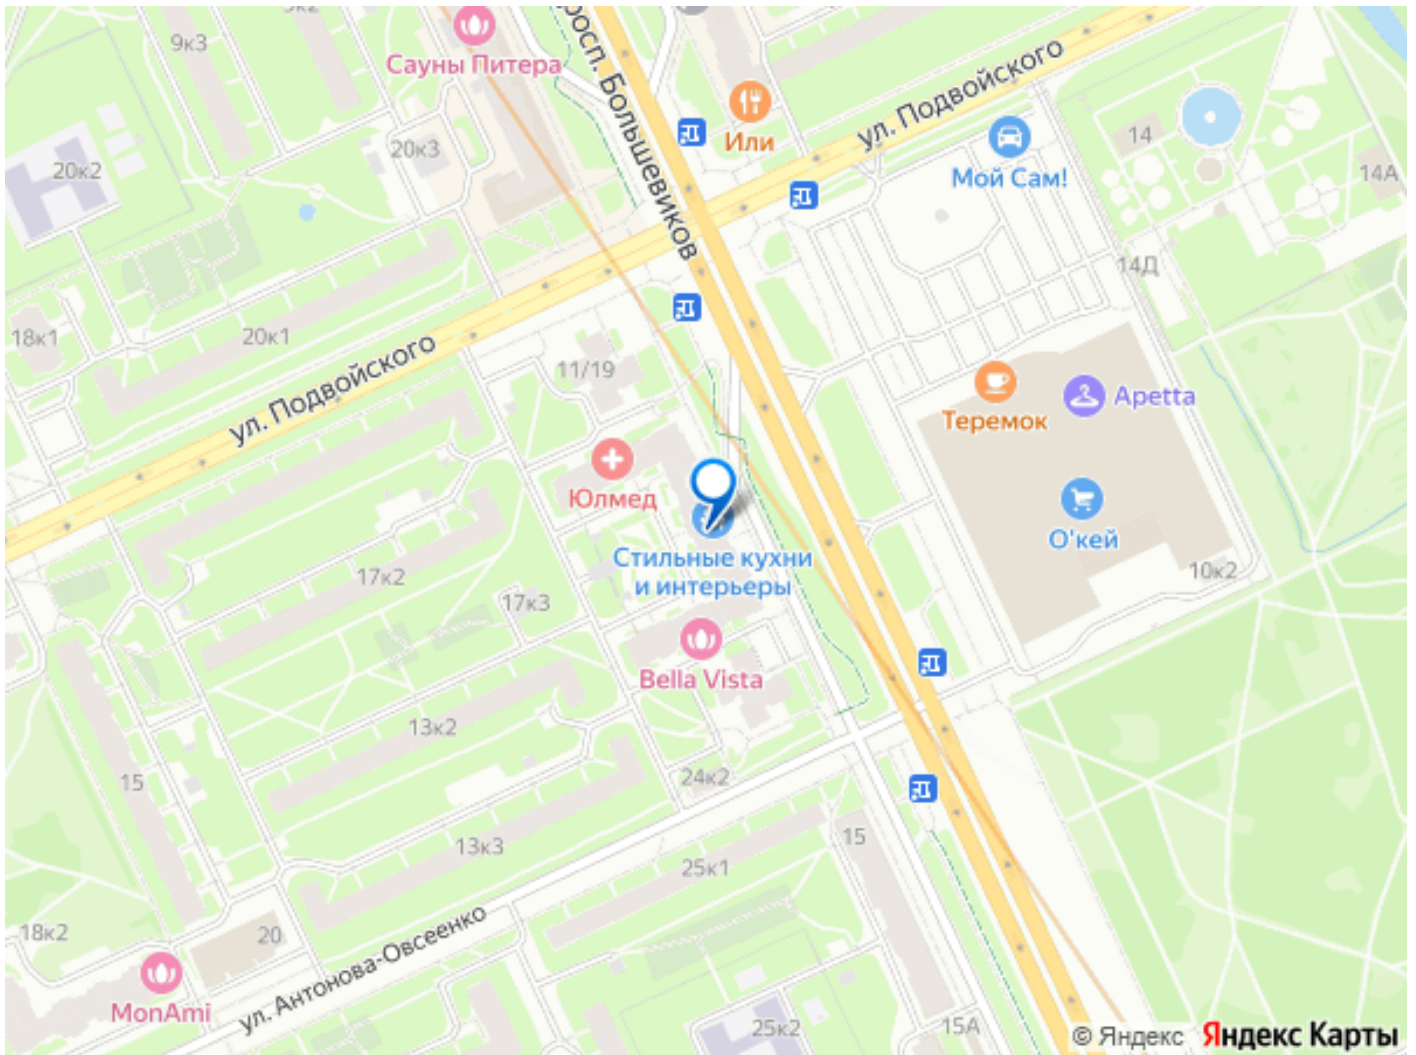 9к3
Сауны Питера
просп. Большевиков
Или
ул. Подвойского
Мой Сам!
14
14А
20к2
20к3
14Д
18к1
20к1
11/19
ул. Подвойского
Теремок
Apetta
Юлмед
О'кей
Стильные кухни
и интерьеры
10к2
17к2
17к3
Bella Vista
13к2
15
24к2
13к3
25к1
15
18к2
20
ул. Антонова-Овсеенко
MonAmi
25к2
15А
© Яндекс Яндекс Карты